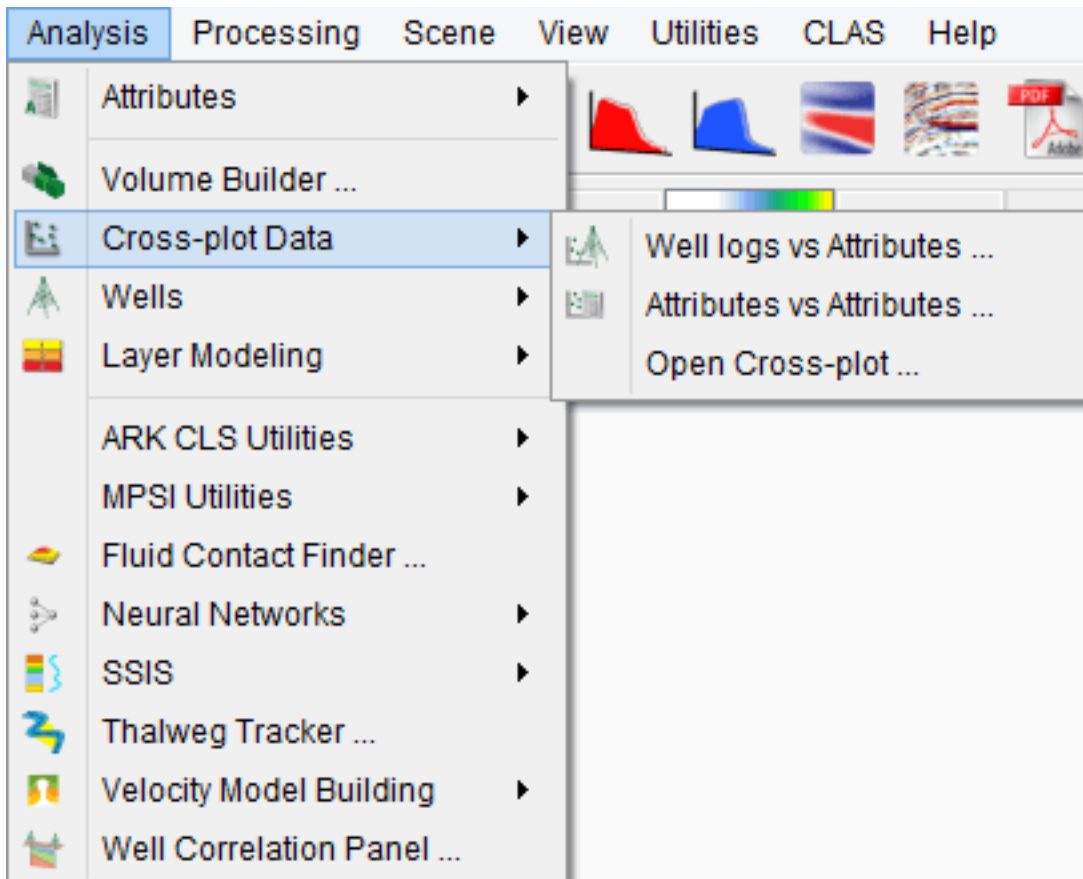 Analysis Processing Scene View Utilities CLAS Help
Attributes
PDF
Adobe
Volume Builder ...
Cross-plot Data
Well logs vs Attributes ...
Wells
Attributes vs Attributes ...
Layer Modeling
Open Cross-plot ...
ARK CLS Utilities
MPSI Utilities
Fluid Contact Finder ...
Neural Networks
SSIS
Thalweg Tracker ...
Velocity Model Building
Well Correlation Panel ...